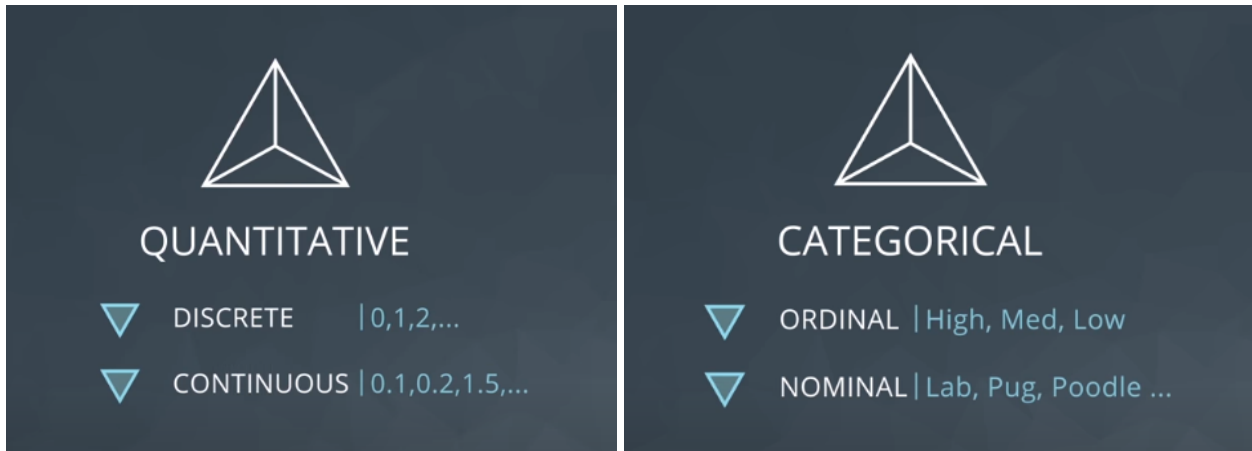 QUANTITATIVE
DISCRETE |0,1,2,...
CONTINUOUS |0.1,0.2,1.5,...
CATEGORICAL
ORDINAL |High, Med, Low
NOMINAL |Lab, Pug, Poodle ...